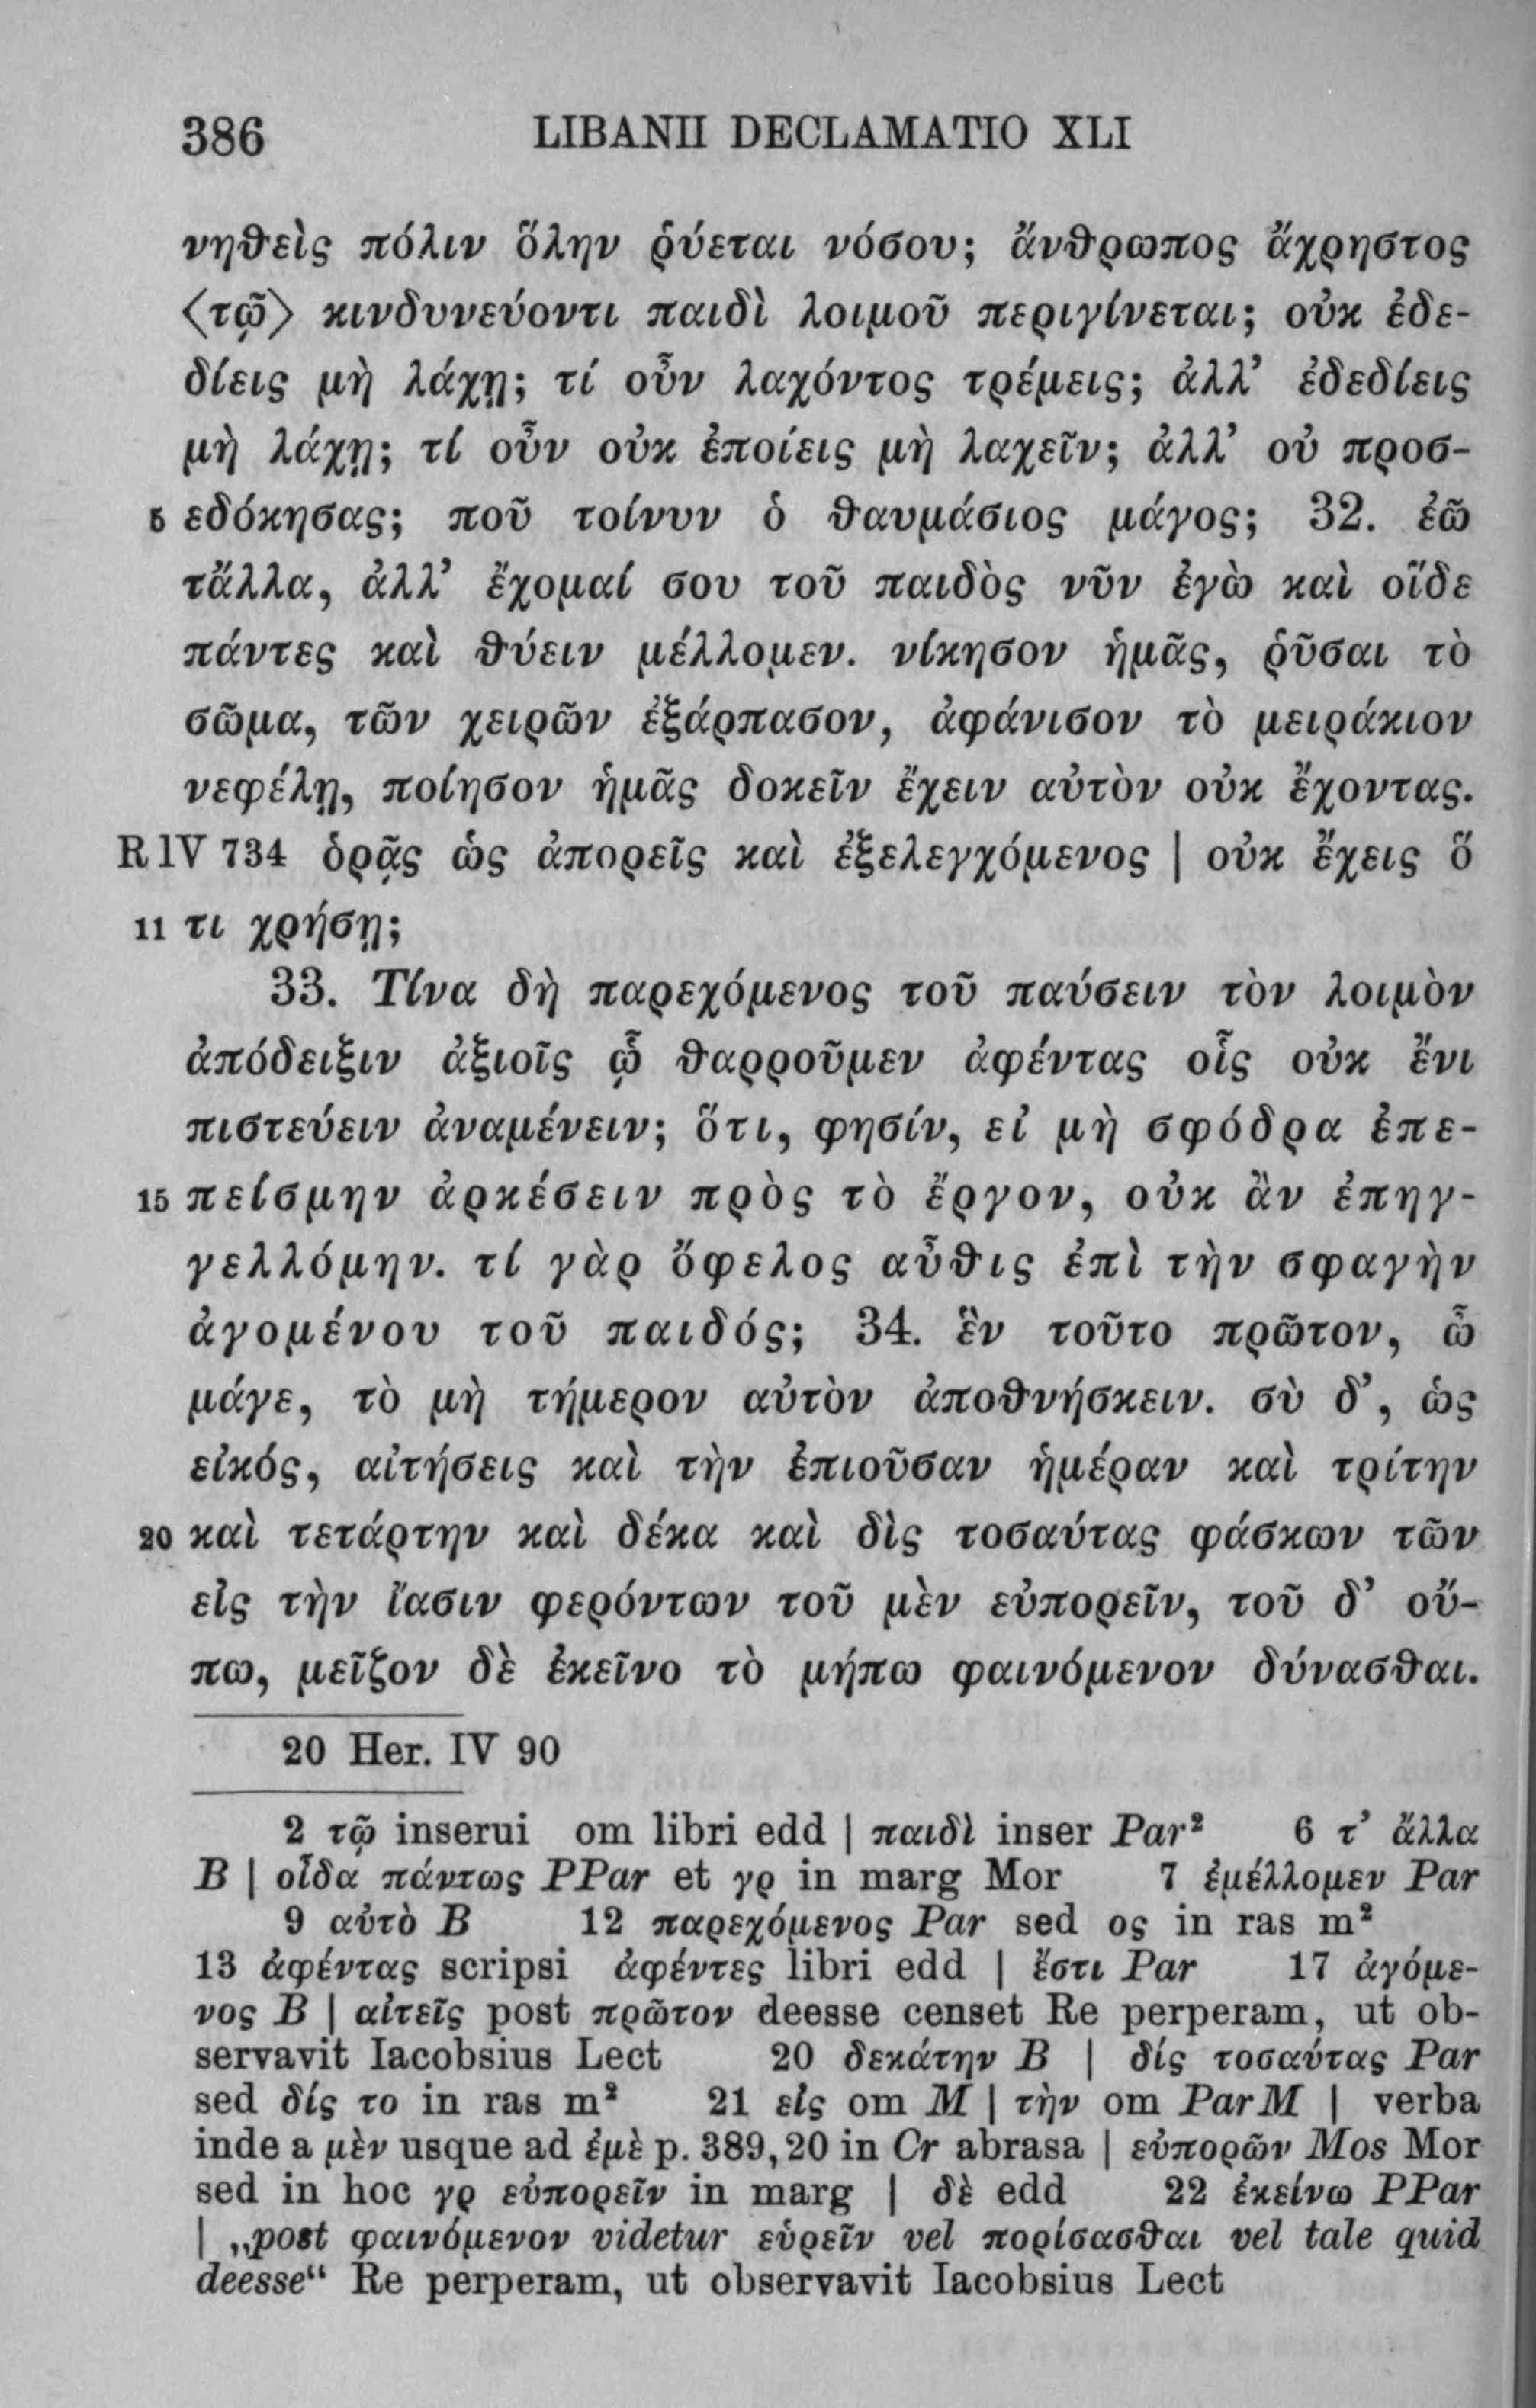 386 LIBANII DECLAMATIO XLI
νηθεὶς πόλιν ὅλην ῥύεται νόσου; ἄνθρωπος ἄχρηστος
⟨τῷ⟩ κινδυνεύοντι παιδὶ λοιμοῦ περιγίνεται; οὐκ ἐδε-
δίεις μὴ λάχῃ; τί οὖν λαχόντος τρέμεις; ἀλλ’ ἐδεδίεις
μὴ λάχῃ; τί οὖν οὐκ ἐποίεις μὴ λαχεῖν; ἀλλ’ οὐ προσ-
5 εδόκησας; ποῦ τοίνυν ὁ θαυμάσιος μάγος; 32. ἐῶ
τἄλλα, ἀλλ’ ἔχομαί σου τοῦ παιδὸς νῦν ἐγὼ καὶ οἵδε
πάντες καὶ θύειν μέλλομεν. νίκησον ἡμᾶς, ῥῦσαι τὸ
σῶμα, τῶν χειρῶν ἐξάρπασον, ἀφάνισον τὸ μειράκιον
νεφέλῃ, ποίησον ἡμᾶς δοκεῖν ἔχειν αὐτὸν οὐκ ἔχοντας.
R IV 734 ὁρᾷς ὡς ἀπορεῖς καὶ ἐξελεγχόμενος | οὐκ ἔχεις ὅ
11 τι χρήσῃ;
33. Τίνα δὴ παρεχόμενος τοῦ παύσειν τὸν λοιμὸν
ἀπόδειξιν ἀξιοῖς ᾧ θαρροῦμεν ἀφέντας οἷς οὐκ ἔνι
πιστεύειν ἀναμένειν; ὅτι, φησίν, εἰ μὴ σφόδρα ἐπε-
15 πείσμην ἀρκέσειν πρὸς τὸ ἔργον, οὐκ ἂν ἐπηγ-
γελλόμην. τί γὰρ ὄφελος αὖθις ἐπὶ τὴν σφαγὴν
ἀγομένου τοῦ παιδός; 34. ἓν τοῦτο πρῶτον, ὦ
μάγε, τὸ μὴ τήμερον αὐτὸν ἀποθνήσκειν. σὺ δ’, ὡς
εἰκός, αἰτήσεις καὶ τὴν ἐπιοῦσαν ἡμέραν καὶ τρίτην
20 καὶ τετάρτην καὶ δέκα καὶ δὶς τοσαύτας φάσκων τῶν
εἰς τὴν ἴασιν φερόντων τοῦ μὲν εὐπορεῖν, τοῦ δ’ οὔ-
πω, μεῖζον δὲ ἐκεῖνο τὸ μήπω φαινόμενον δύνασθαι.
20 Her. IV 90
2 τῷ inserui om libri edd | παιδὶ inser Par² 6 τ’ ἄλλα
B | οἶδα πάντως PPar et γρ in marg Mor 7 ἐμέλλομεν Par
9 αὐτὸ B 12 παρεχόμενος Par sed ος in ras m²
13 ἀφέντας scripsi ἀφέντες libri edd | ἔστι Par 17 ἀγόμε-
νος B | αἰτεῖς post πρῶτον deesse censet Re perperam, ut ob-
servavit Iacobsius Lect 20 δεκάτην B | δίς τοσαύτας Par
sed δίς το in ras m² 21 εἰς om M | τὴν om ParM | verba
inde a μὲν usque ad ἐμὲ p. 389,20 in Cr abrasa | εὐπορῶν Mos Mor
sed in hoc γρ εὐπορεῖν in marg | δὲ edd 22 ἐκείνω PPar
| „post φαινόμενον videtur εὑρεῖν vel πορίσασθαι vel tale quid
deesse“ Re perperam, ut observavit Iacobsius Lect